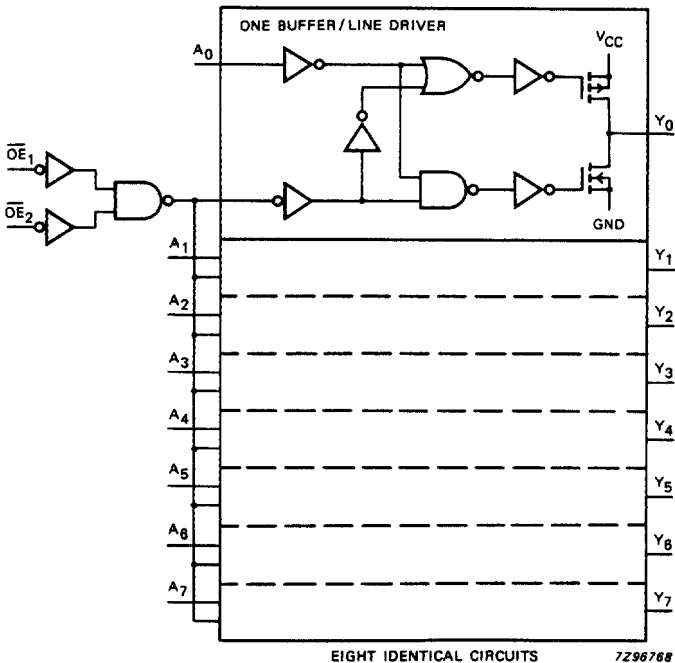 ONE BUFFER/LINE DRIVER
A0
VCC
Y0
OE1
OE2
GND
A1
Y1
A2
Y2
A3
Y3
A4
Y4
A5
Y5
A6
Y6
A7
Y7
EIGHT IDENTICAL CIRCUITS
7Z96768